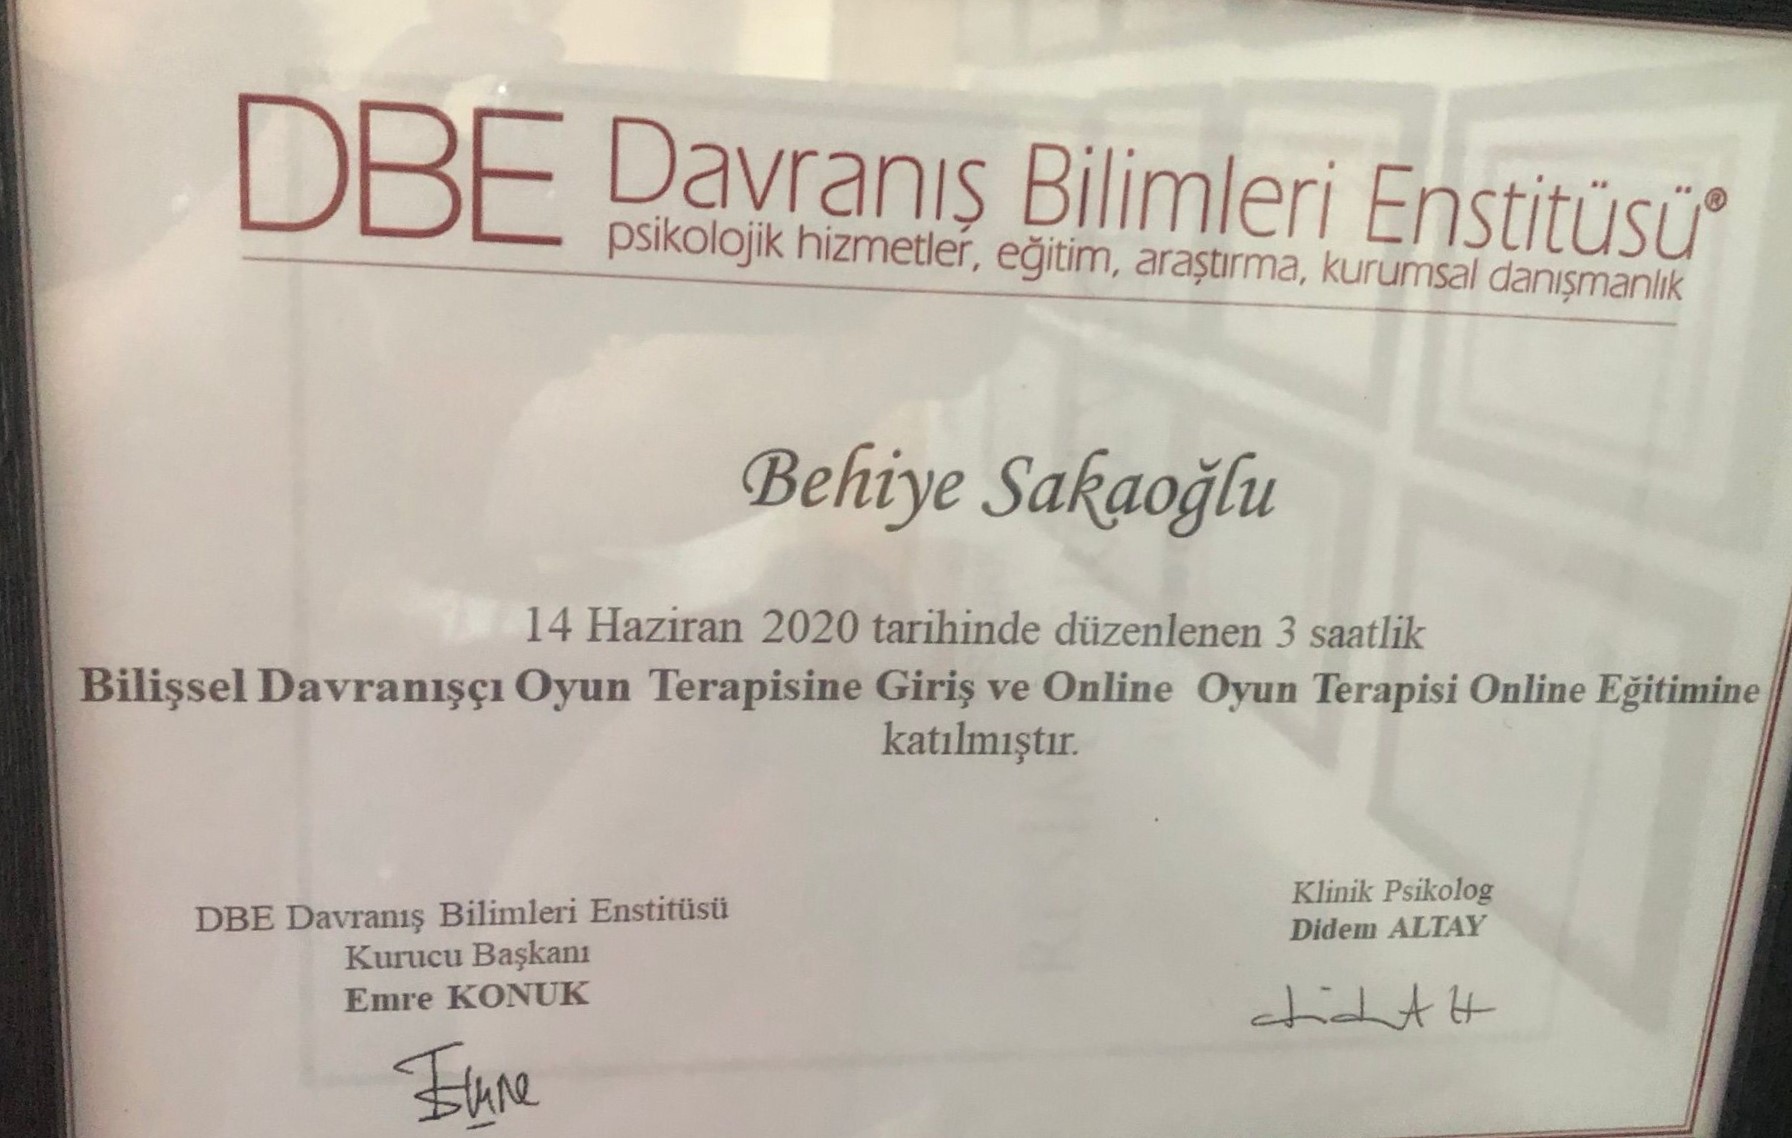 DBE Davranış Bilimleri Enstitüsü®
psikolojik hizmetler, eğitim, araştırma, kurumsal danışmanlık
Behiye Sakaoğlu
14 Haziran 2020 tarihinde düzenlenen 3 saatlik
Bilişsel Davranışçı Oyun Terapisine Giriş ve Online Oyun Terapisi Online Eğitimine
katılmıştır.
DBE Davranış Bilimleri Enstitüsü
Kurucu Başkanı
Emre KONUK
Klinik Psikolog
Didem ALTAY